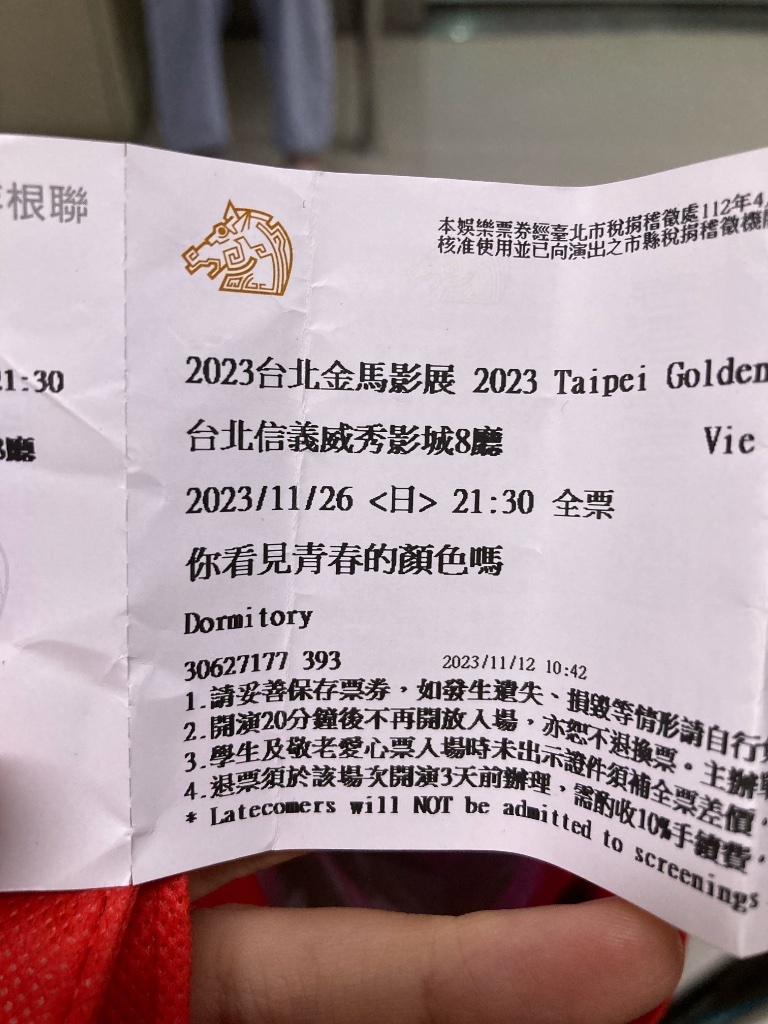 根聯
本娛樂票券經臺北市稅捐稽徵處112年4
核准使用並已向演出之市縣稅捐稽徵機
2023台北金馬影展 2023 Taipei Golden
1:30
台北信義威秀影城8廳 Vie
廳
2023/11/26 <日> 21:30 全票
你看見青春的顏色嗎
Dormitory
30627177 393 2023/11/12 10:42
1.請妥善保存票券，如發生遺失、損毀等情形請自行
2.開演20分鐘後不再開放入場，亦恕不退換票。主辦
3.學生及敬老愛心票入場時未出示證件須補全票差價，
4.退票須於該場次開演3天前辦理，需酌收10%手續費，
* Latecomers will NOT be admitted to screenings